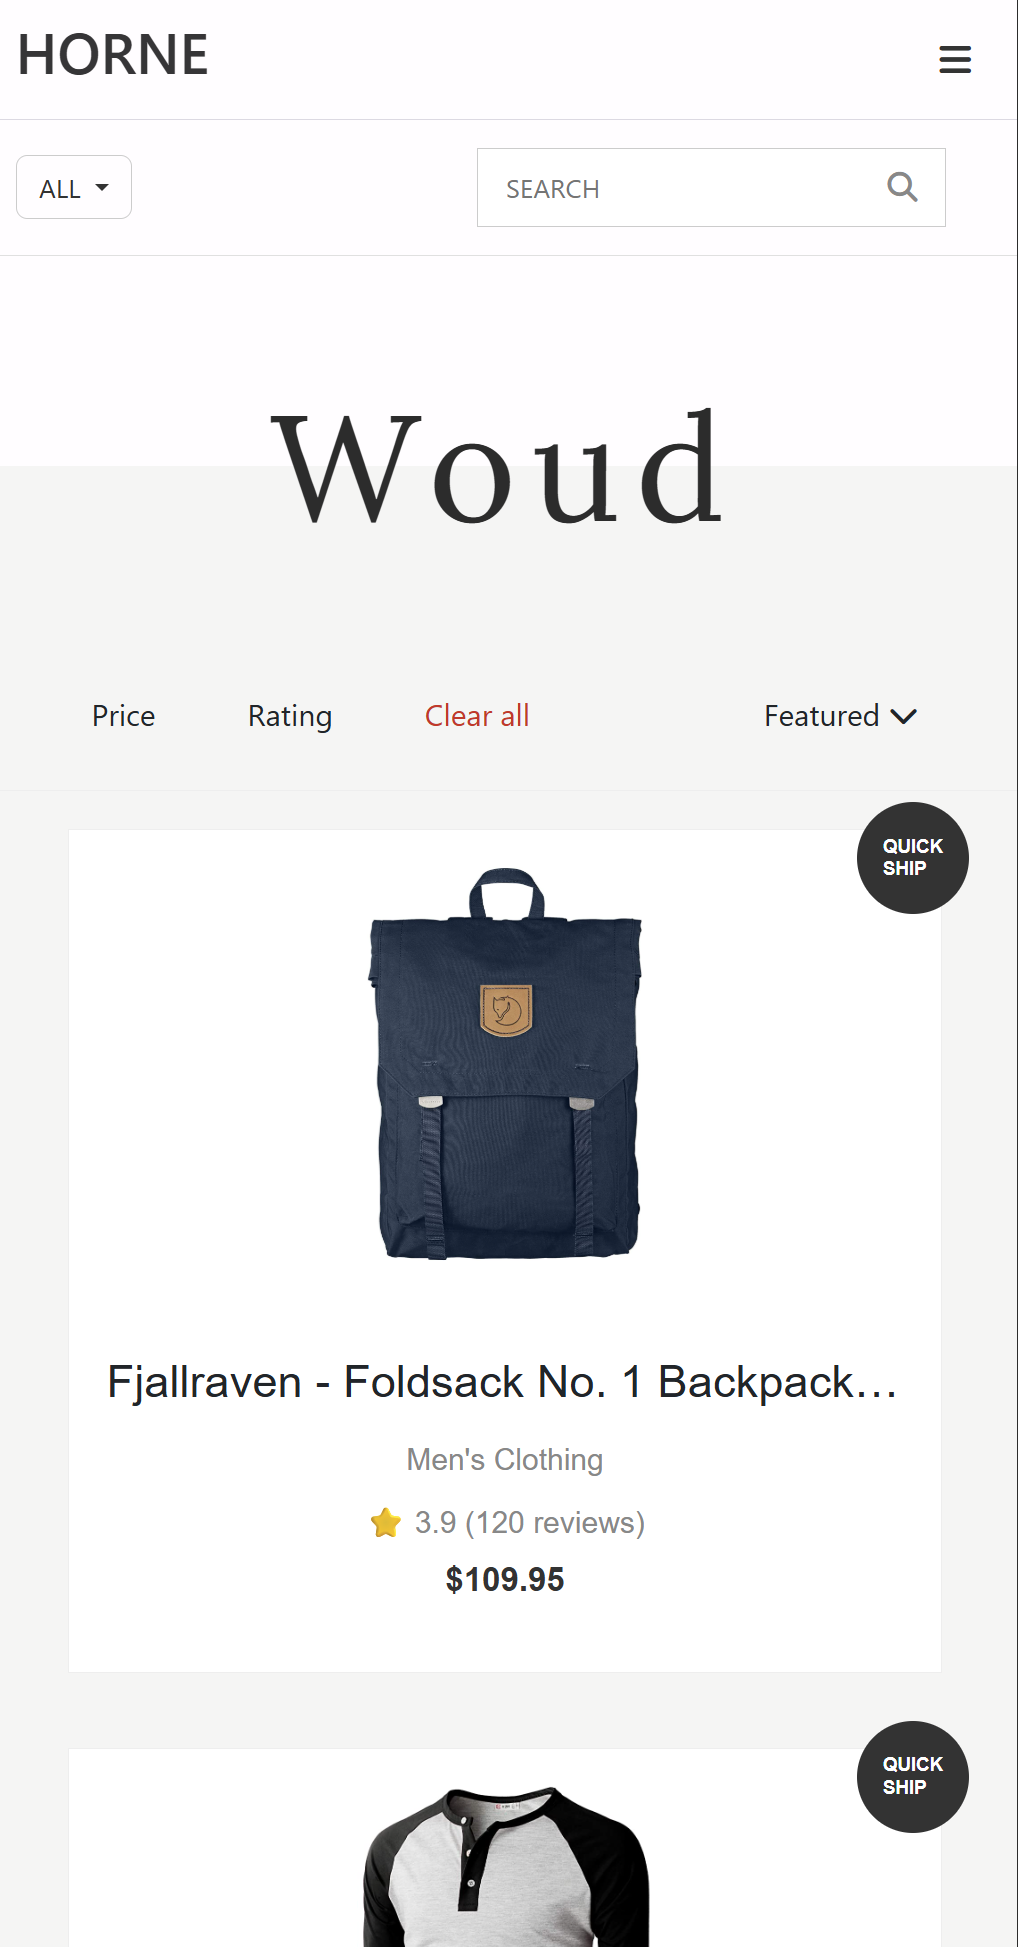 HORNE
ALL
SEARCH
Woud
Price Rating Clear all Featured
QUICK
SHIP
Fjallraven - Foldsack No. 1 Backpack...
Men's Clothing
3.9 (120 reviews)
$109.95
QUICK
SHIP